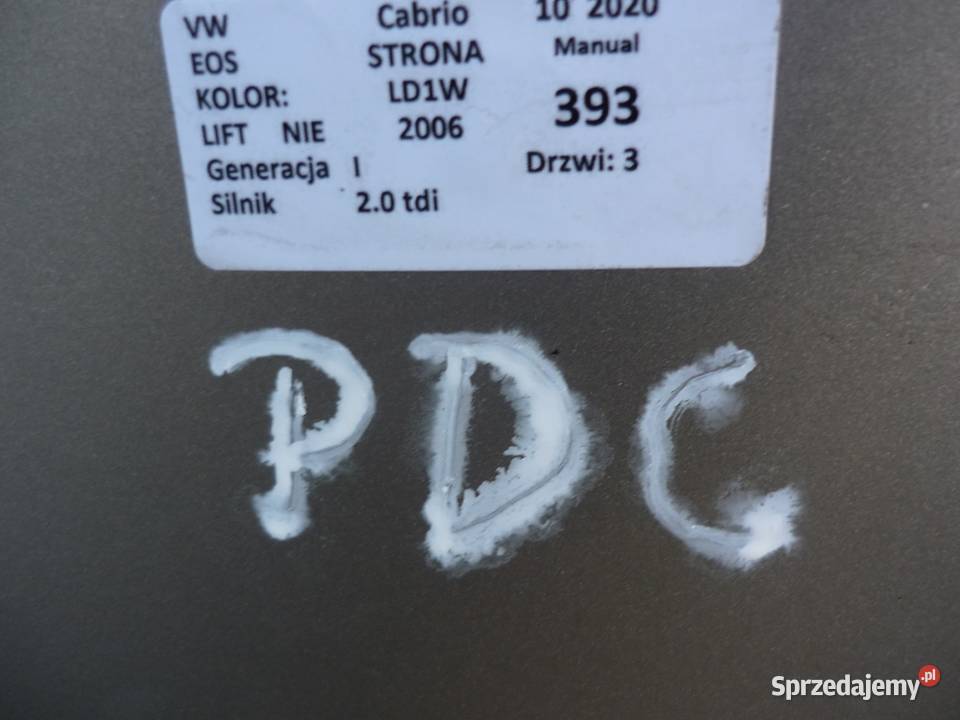 VW Cabrio 10 2020
EOS STRONA Manual
KOLOR: LD1W 393
LIFT NIE 2006
Generacja I Drzwi: 3
Silnik 2.0 tdi
PDC
Sprzedajemy.pl